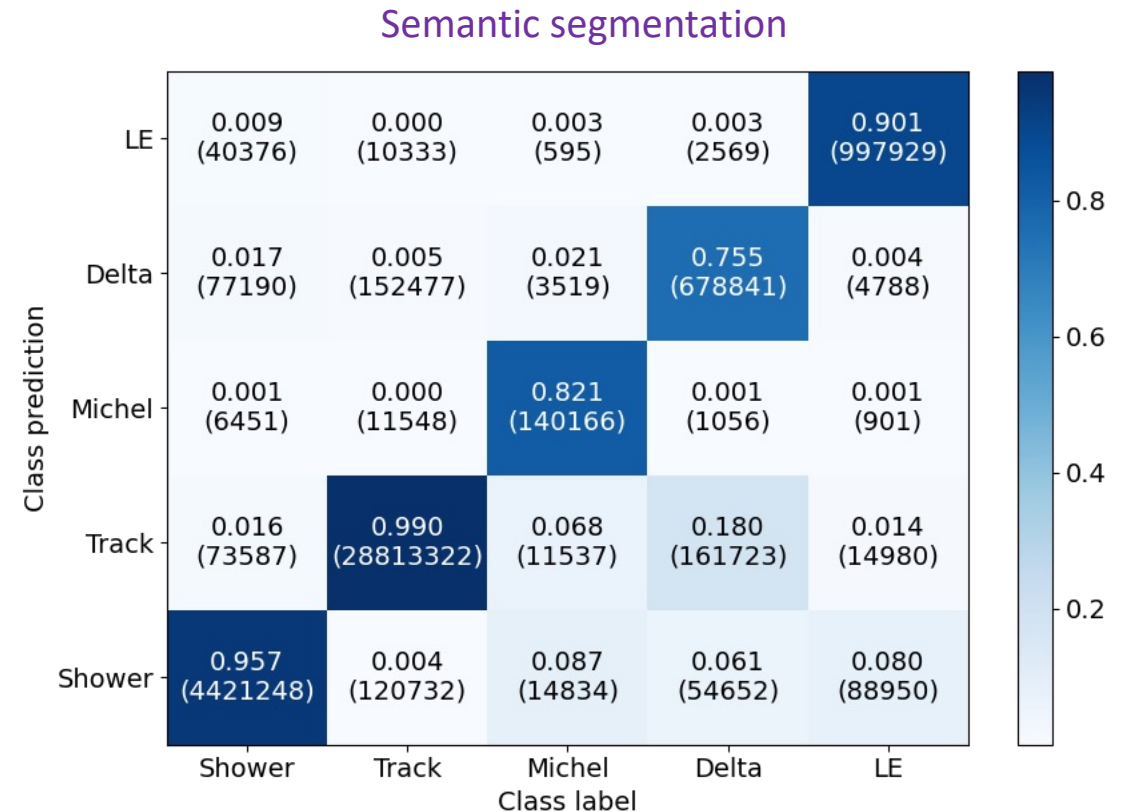 Semantic segmentation
LE
0.009 0.000 0.003 0.003 0.901
(40376) (10333) (595) (2569) (997929)
0.8
Delta
0.017 0.005 0.021 0.755 0.004
(77190) (152477) (3519) (678841) (4788)
0.6
Class prediction
Michel
0.001 0.000 0.821 0.001 0.001
(6451) (11548) (140166) (1056) (901)
0.4
Track
0.016 0.990 0.068 0.180 0.014
(73587) (28813322) (11537) (161723) (14980)
0.2
Shower
0.957 0.004 0.087 0.061 0.080
(4421248) (120732) (14834) (54652) (88950)
Shower Track Michel Delta LE
Class label